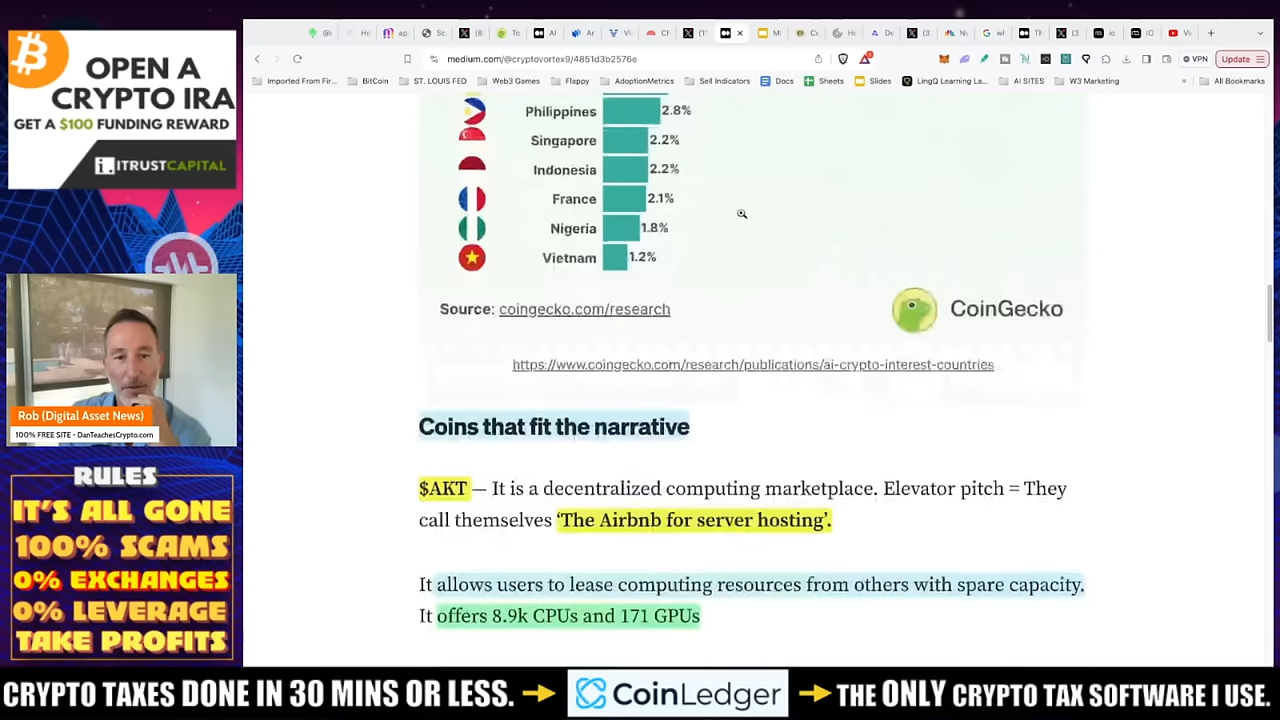 OPEN A
CRYPTO IRA
GET A $100 FUNDING REWARD
ITRUSTCAPITAL
Rob (Digital Asset News)
100% FREE SITE - DanTeachesCrypto.com
RULES
IT'S ALL GONE
100% SCAMS
0% EXCHANGES
0% LEVERAGE
TAKE PROFITS
medium.com/@cryptovortex9/4851d3b2576e
VPN
Update
Imported From Fir...
BitCoin
ST. LOUIS FED
Web3 Games
Flappy
AdoptionMetrics
Sell Indicators
Docs
Sheets
Slides
LingQ Learning La...
AI SITES
W3 Marketing
All Bookmarks
Philippines 2.8%
Singapore 2.2%
Indonesia 2.2%
France 2.1%
Nigeria 1.8%
Vietnam 1.2%
Source: coingecko.com/research
CoinGecko
https://www.coingecko.com/research/publications/ai-crypto-interest-countries
Coins that fit the narrative
$AKT — It is a decentralized computing marketplace. Elevator pitch = They
call themselves ‘The Airbnb for server hosting’.
It allows users to lease computing resources from others with spare capacity.
It offers 8.9k CPUs and 171 GPUs
CRYPTO TAXES DONE IN 30 MINS OR LESS.
CoinLedger
THE ONLY CRYPTO TAX SOFTWARE I USE.